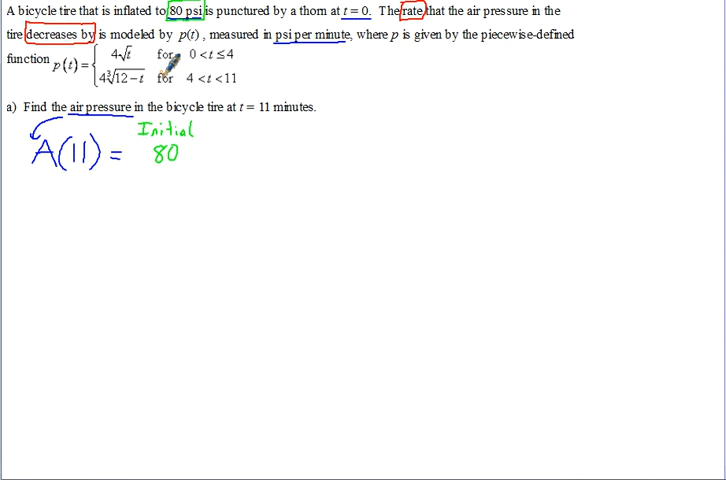 A bicycle tire that is inflated to 80 psi is punctured by a thorn at t = 0. The rate that the air pressure in the
tire decreases by is modeled by p(t), measured in psi per minute, where p is given by the piecewise-defined
function p(t) = { 4√t for 0 < t ≤ 4
4∛12 − t for 4 < t < 11
a) Find the air pressure in the bicycle tire at t = 11 minutes.
Initial
A(11) = 80